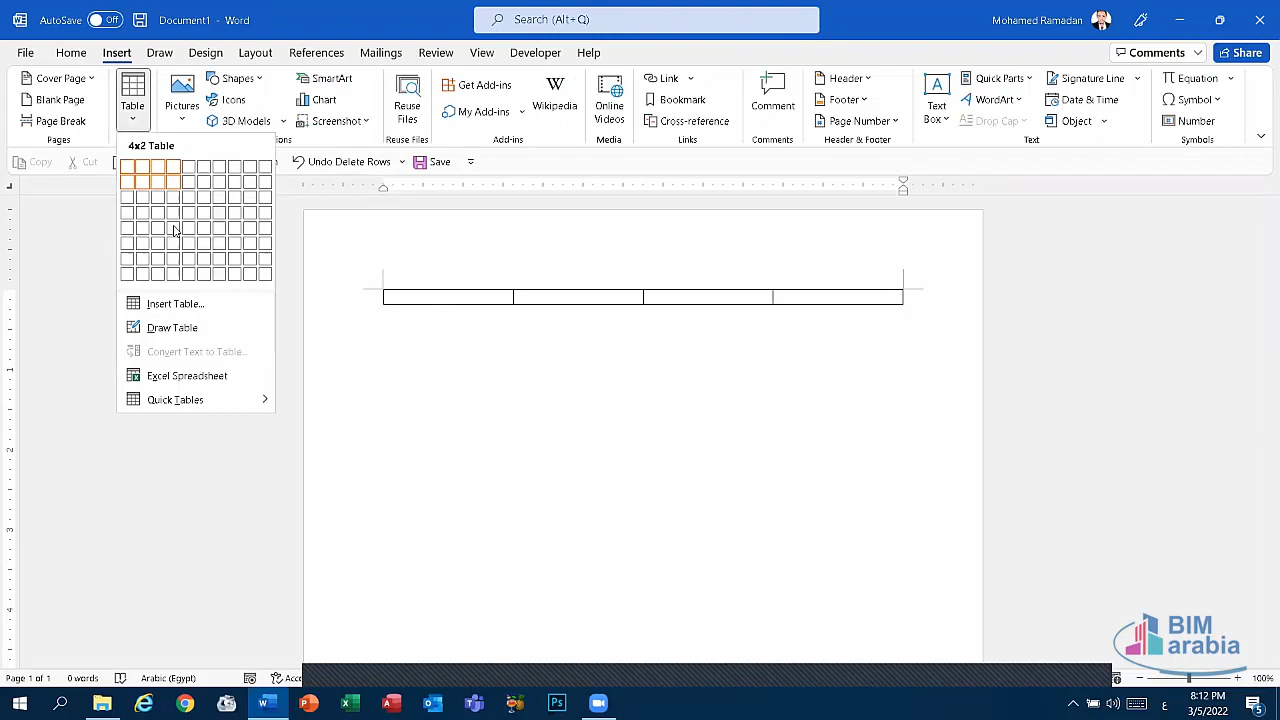 AutoSave Off Document1 - Word Search (Alt+Q) Mohamed Ramadan
File Home Insert Draw Design Layout References Mailings Review View Developer Help Comments Share
Cover Page
Blank Page
Page Break
Pages
Table
Pictures
Shapes
Icons
3D Models
SmartArt
Chart
Screenshot
Reuse
Files
Reuse Files
Get Add-ins
My Add-ins
Wikipedia
Add-ins
Online
Videos
Media
Link
Bookmark
Cross-reference
Links
Comment
Comments
Header
Footer
Page Number
Header & Footer
Text
Box
Quick Parts
WordArt
Drop Cap
Signature Line
Date & Time
Object
Text
Equation
Symbol
Number
Symbols
Copy Cut Undo Delete Rows Save
4x2 Table
Insert Table...
Draw Table
Convert Text to Table...
Excel Spreadsheet
Quick Tables
1
2
3
4
BIM
arabia
Page 1 of 1 0 words Arabic (Egypt) 100%
8:12 PM
3/5/2022
5